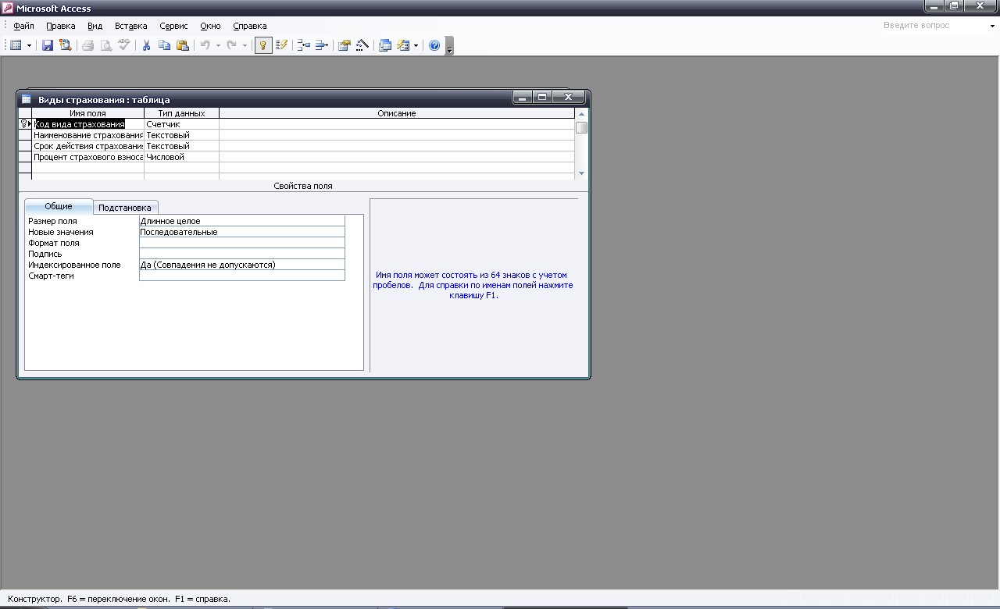 Microsoft Access
Файл Правка Вид Вставка Сервис Окно Справка
Введите вопрос
ABC
Виды страхования : таблица
Имя поля Тип данных Описание
Код вида страхования Счетчик
Наименование страхования Текстовый
Срок действия страхования Текстовый
Процент страхового взноса Числовой
Свойства поля
Общие Подстановка
Размер поля Длинное целое
Новые значения Последовательные
Формат поля
Подпись
Индексированное поле Да (Совпадения не допускаются)
Смарт-теги
Имя поля может состоять из 64 знаков с учетом
пробелов. Для справки по именам полей нажмите
клавишу F1.
Конструктор. F6 = переключение окон. F1 = справка.